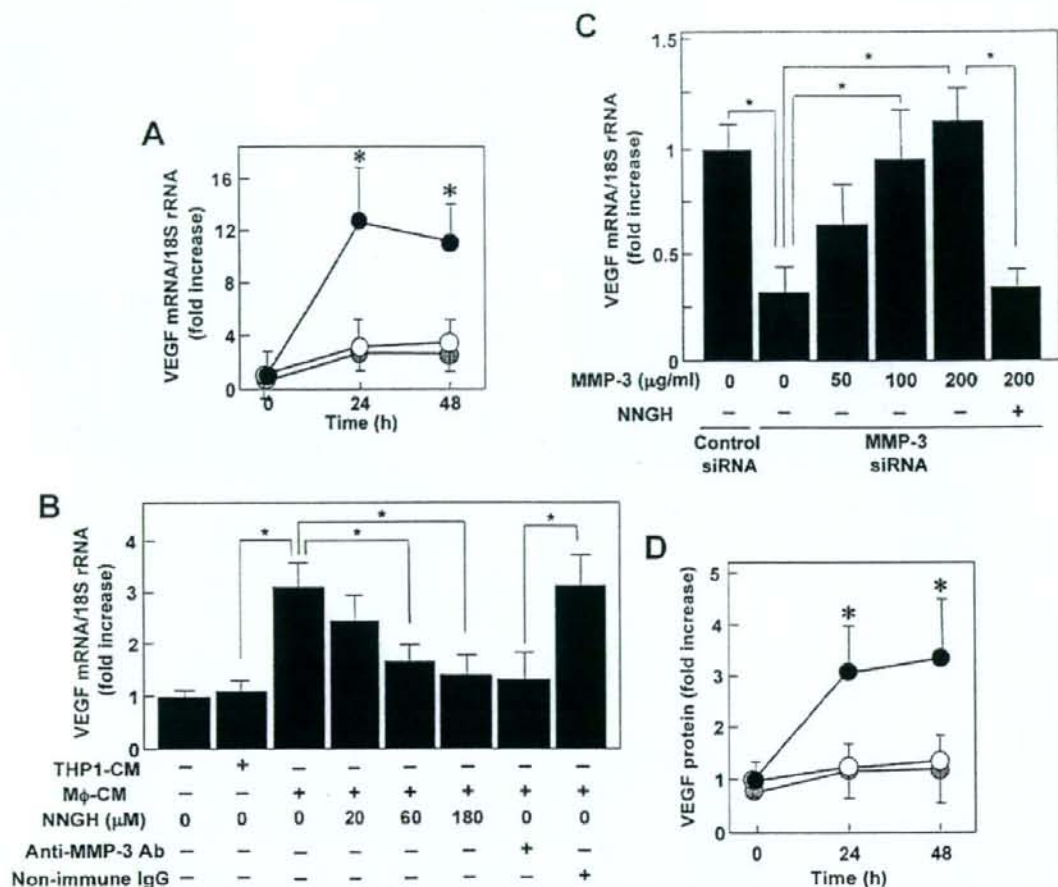 A
VEGF mRNA/18S rRNA
(fold increase)
16
12
8
4
0
* *
0 24 48
Time (h)
C
VEGF mRNA/18S rRNA
(fold increase)
1.5
1
0.5
0
* * * *
MMP-3 (μg/ml) 0 0 50 100 200 200
NNGH – – – – – +
Control
siRNA
MMP-3
siRNA
B
VEGF mRNA/18S rRNA
(fold increase)
4
3
2
1
0
* * * *
THP1-CM – + – – – – – –
Mϕ-CM – – + + + + + +
NNGH (μM) 0 0 0 20 60 180 0 0
Anti-MMP-3 Ab – – – – – – + –
Non-immune IgG – – – – – – – +
D
VEGF protein (fold increase)
5
4
3
2
1
0
* *
0 24 48
Time (h)